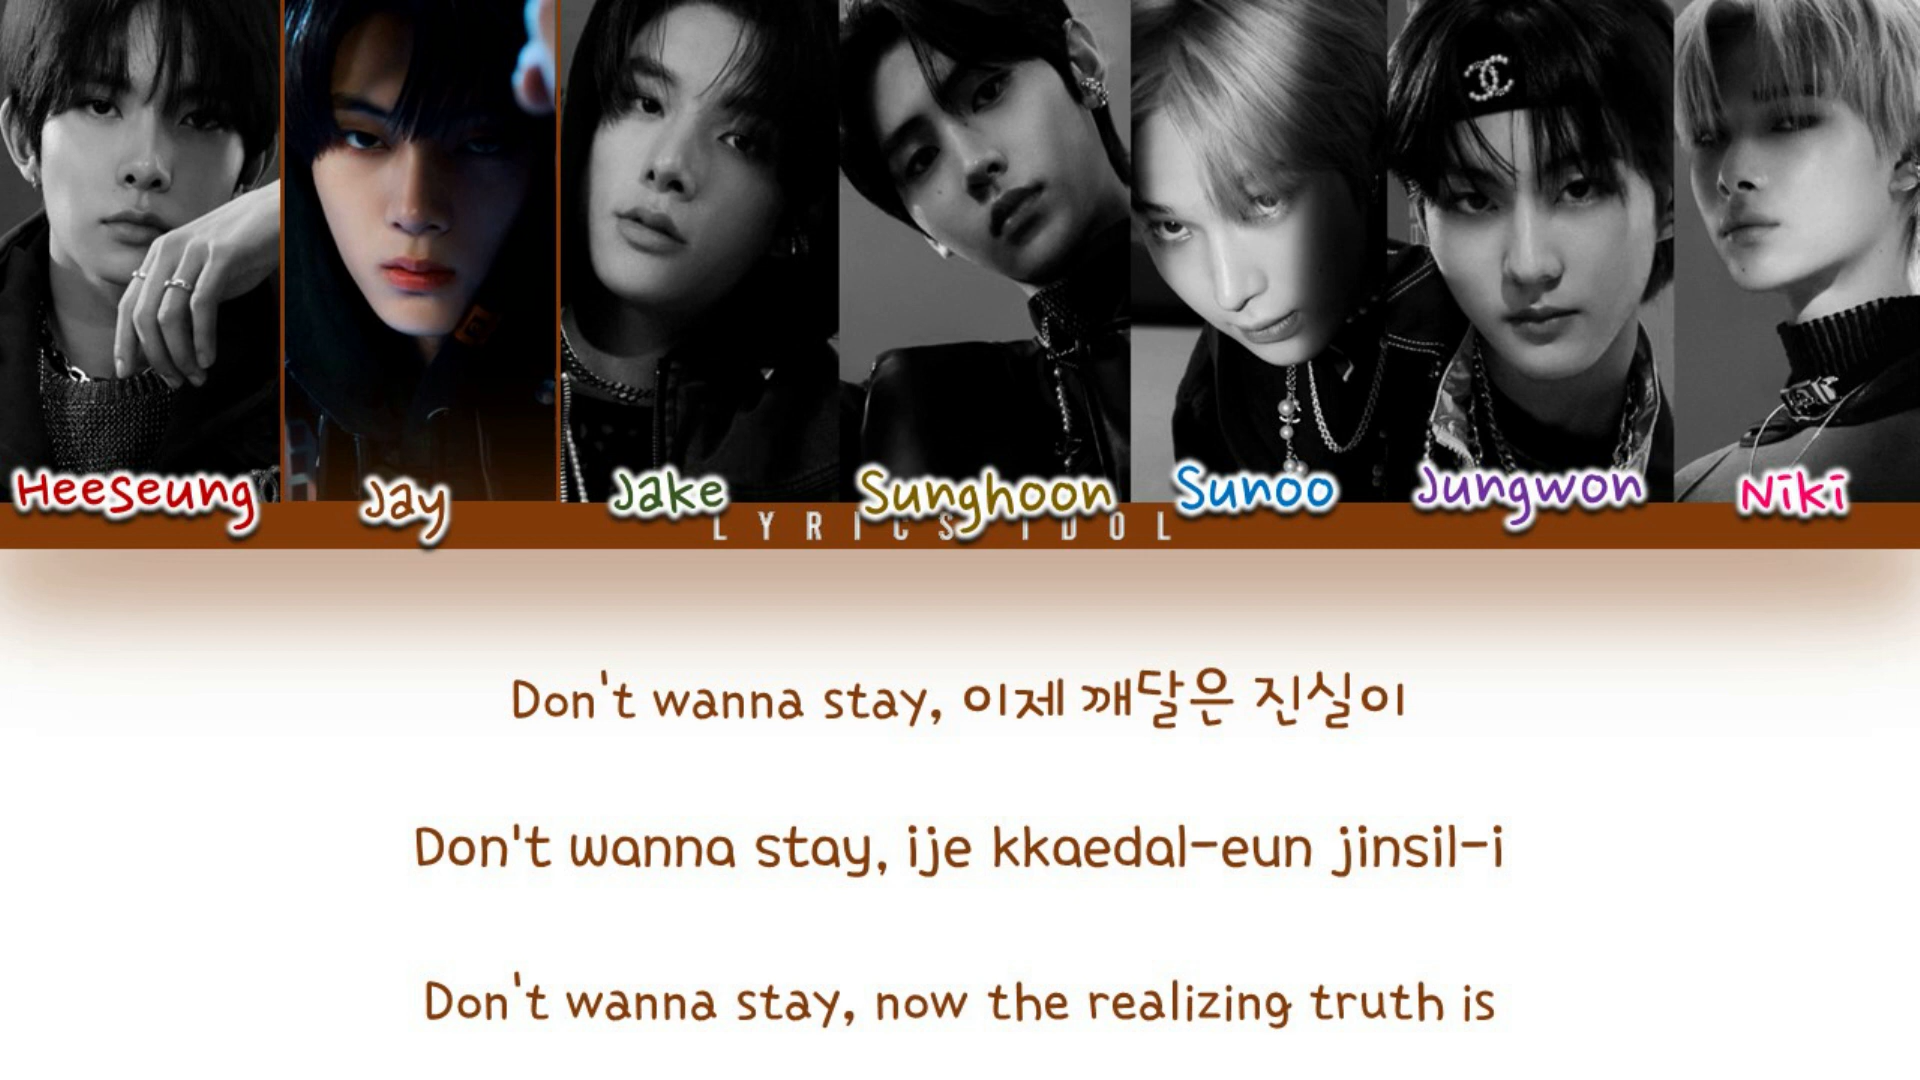 Heeseung Jay Jake Sunghoon Sunoo Jungwon Niki
LYRICS IDOL
Don't wanna stay, 이제 깨달은 진실이
Don't wanna stay, ije kkaedal-eun jinsil-i
Don't wanna stay, now the realizing truth is